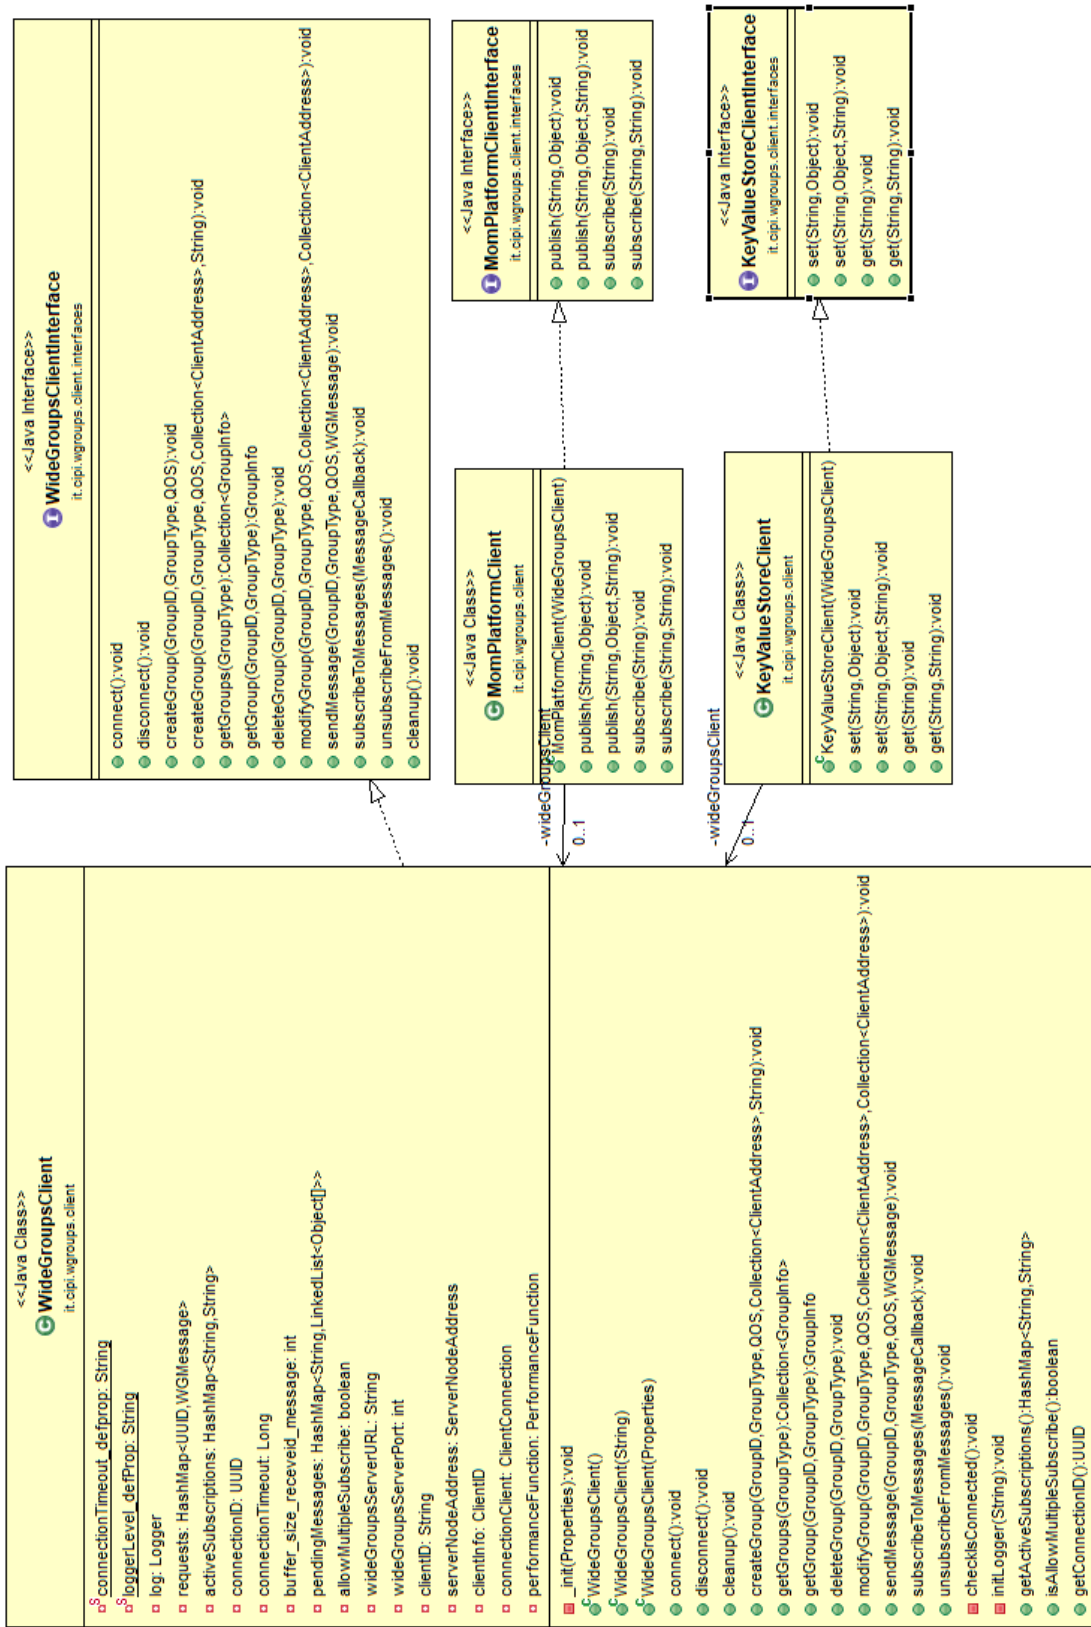 <<Java Class>>
WideGroupsClient
it.cipi.wgroups.client
connectionTimeout_defprop: String
loggerLevel_defProp: String
log: Logger
requests: HashMap<UUID,WGMessage>
activeSubscriptions: HashMap<String,String>
connectionID: UUID
connectionTimeout: Long
buffer_size_receveid_message: int
pendingMessages: HashMap<String,LinkedList<Object[]>>
allowMultipleSubscribe: boolean
wideGroupsServerURL: String
wideGroupsServerPort: int
clientID: String
serverNodeAddress: ServerNodeAddress
clientInfo: ClientID
connectionClient: ClientConnection
performanceFunction: PerformanceFunction
_init(Properties):void
WideGroupsClient()
WideGroupsClient(String)
WideGroupsClient(Properties)
connect():void
disconnect():void
cleanup():void
createGroup(GroupID,GroupType,QOS,Collection<ClientAddress>,String):void
getGroups(GroupType):Collection<GroupInfo>
getGroup(GroupID,GroupType):GroupInfo
deleteGroup(GroupID,GroupType):void
modifyGroup(GroupID,GroupType,QOS,Collection<ClientAddress>,Collection<ClientAddress>):void
sendMessage(GroupID,GroupType,QOS,WGMessage):void
subscribeToMessages(MessageCallback):void
unsubscribeFromMessages():void
checkIsConnected():void
initLogger(String):void
getActiveSubscriptions():HashMap<String,String>
isAllowMultipleSubscribe():boolean
getConnectionID():UUID
<<Java Interface>>
WideGroupsClientInterface
it.cipi.wgroups.client.interfaces
connect():void
disconnect():void
createGroup(GroupID,GroupType,QOS):void
createGroup(GroupID,GroupType,QOS,Collection<ClientAddress>,String):void
getGroups(GroupType):Collection<GroupInfo>
getGroup(GroupID,GroupType):GroupInfo
deleteGroup(GroupID,GroupType):void
modifyGroup(GroupID,GroupType,QOS,Collection<ClientAddress>,Collection<ClientAddress>):void
sendMessage(GroupID,GroupType,QOS,WGMessage):void
subscribeToMessages(MessageCallback):void
unsubscribeFromMessages():void
cleanup():void
<<Java Class>>
MomPlatformClient
it.cipi.wgroups.client
MomPlatformClient(WideGroupsClient)
publish(String,Object):void
publish(String,Object,String):void
subscribe(String):void
subscribe(String,String):void
-wideGroupsClient
0..1
<<Java Interface>>
MomPlatformClientInterface
it.cipi.wgroups.client.interfaces
publish(String,Object):void
publish(String,Object,String):void
subscribe(String):void
subscribe(String,String):void
<<Java Class>>
KeyValueStoreClient
it.cipi.wgroups.client
KeyValueStoreClient(WideGroupsClient)
set(String,Object):void
set(String,Object,String):void
get(String):void
get(String,String):void
-wideGroupsClient
0..1
<<Java Interface>>
KeyValueStoreClientInterface
it.cipi.wgroups.client.interfaces
set(String,Object):void
set(String,Object,String):void
get(String):void
get(String,String):void